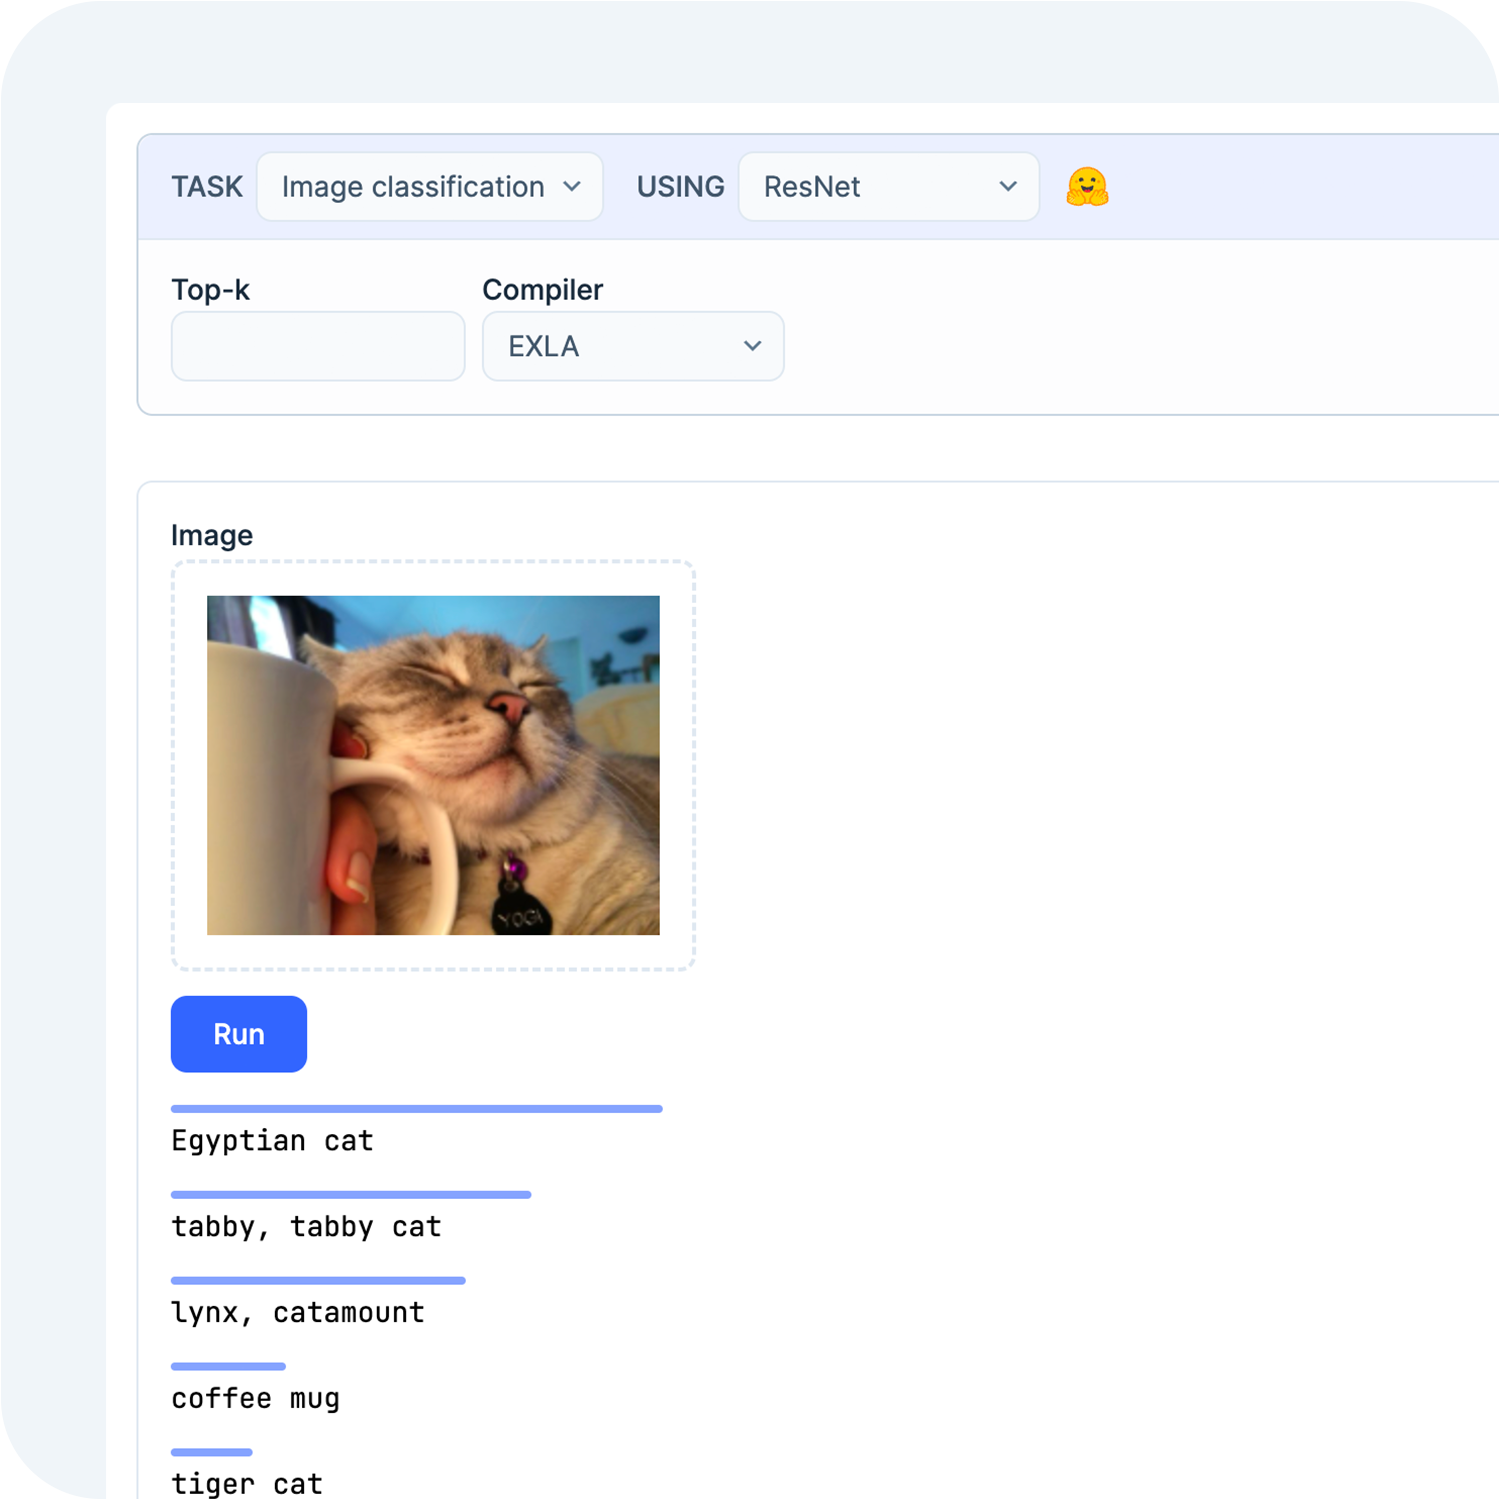 TASK Image classification USING ResNet
Top-k Compiler
EXLA
Image
YOGI
Run
Egyptian cat
tabby, tabby cat
lynx, catamount
coffee mug
tiger cat